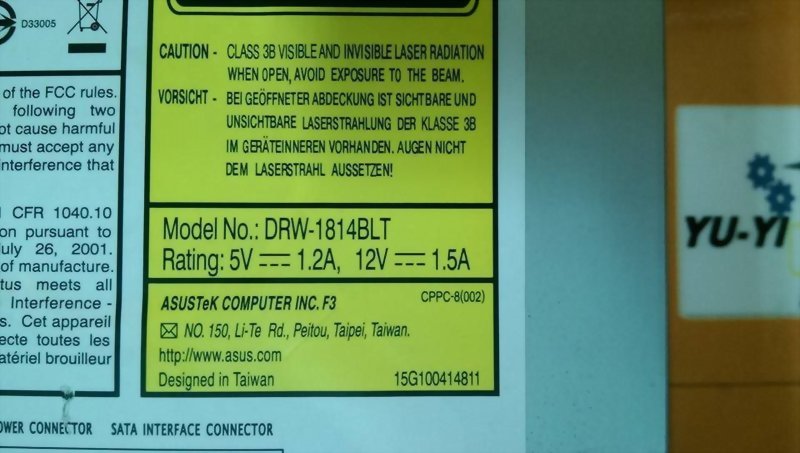 D33005
of the FCC rules.
following two
ot cause harmful
must accept any
interference that
CFR 1040.10
on pursuant to
uly 26, 2001.
of manufacture.
tus meets all
Interference -
s. Cet appareil
ecte toutes les
atériel brouilleur
CAUTION - CLASS 3B VISIBLE AND INVISIBLE LASER RADIATION
WHEN OPEN, AVOID EXPOSURE TO THE BEAM.
VORSICHT - BEI GEÖFFNETER ABDECKUNG IST SICHTBARE UND
UNSICHTBARE LASERSTRAHLUNG DER KLASSE 3B
IM GERÄTEINNEREN VORHANDEN. AUGEN NICHT
DEM LASERSTRAHL AUSSETZEN!
Model No.: DRW-1814BLT
Rating: 5V ⎓ 1.2A, 12V ⎓ 1.5A
ASUSTeK COMPUTER INC. F3 CPPC-8(002)
NO. 150, Li-Te Rd., Peitou, Taipei, Taiwan.
http://www.asus.com
Designed in Taiwan 15G100414811
OWER CONNECTOR SATA INTERFACE CONNECTOR
YU-YI